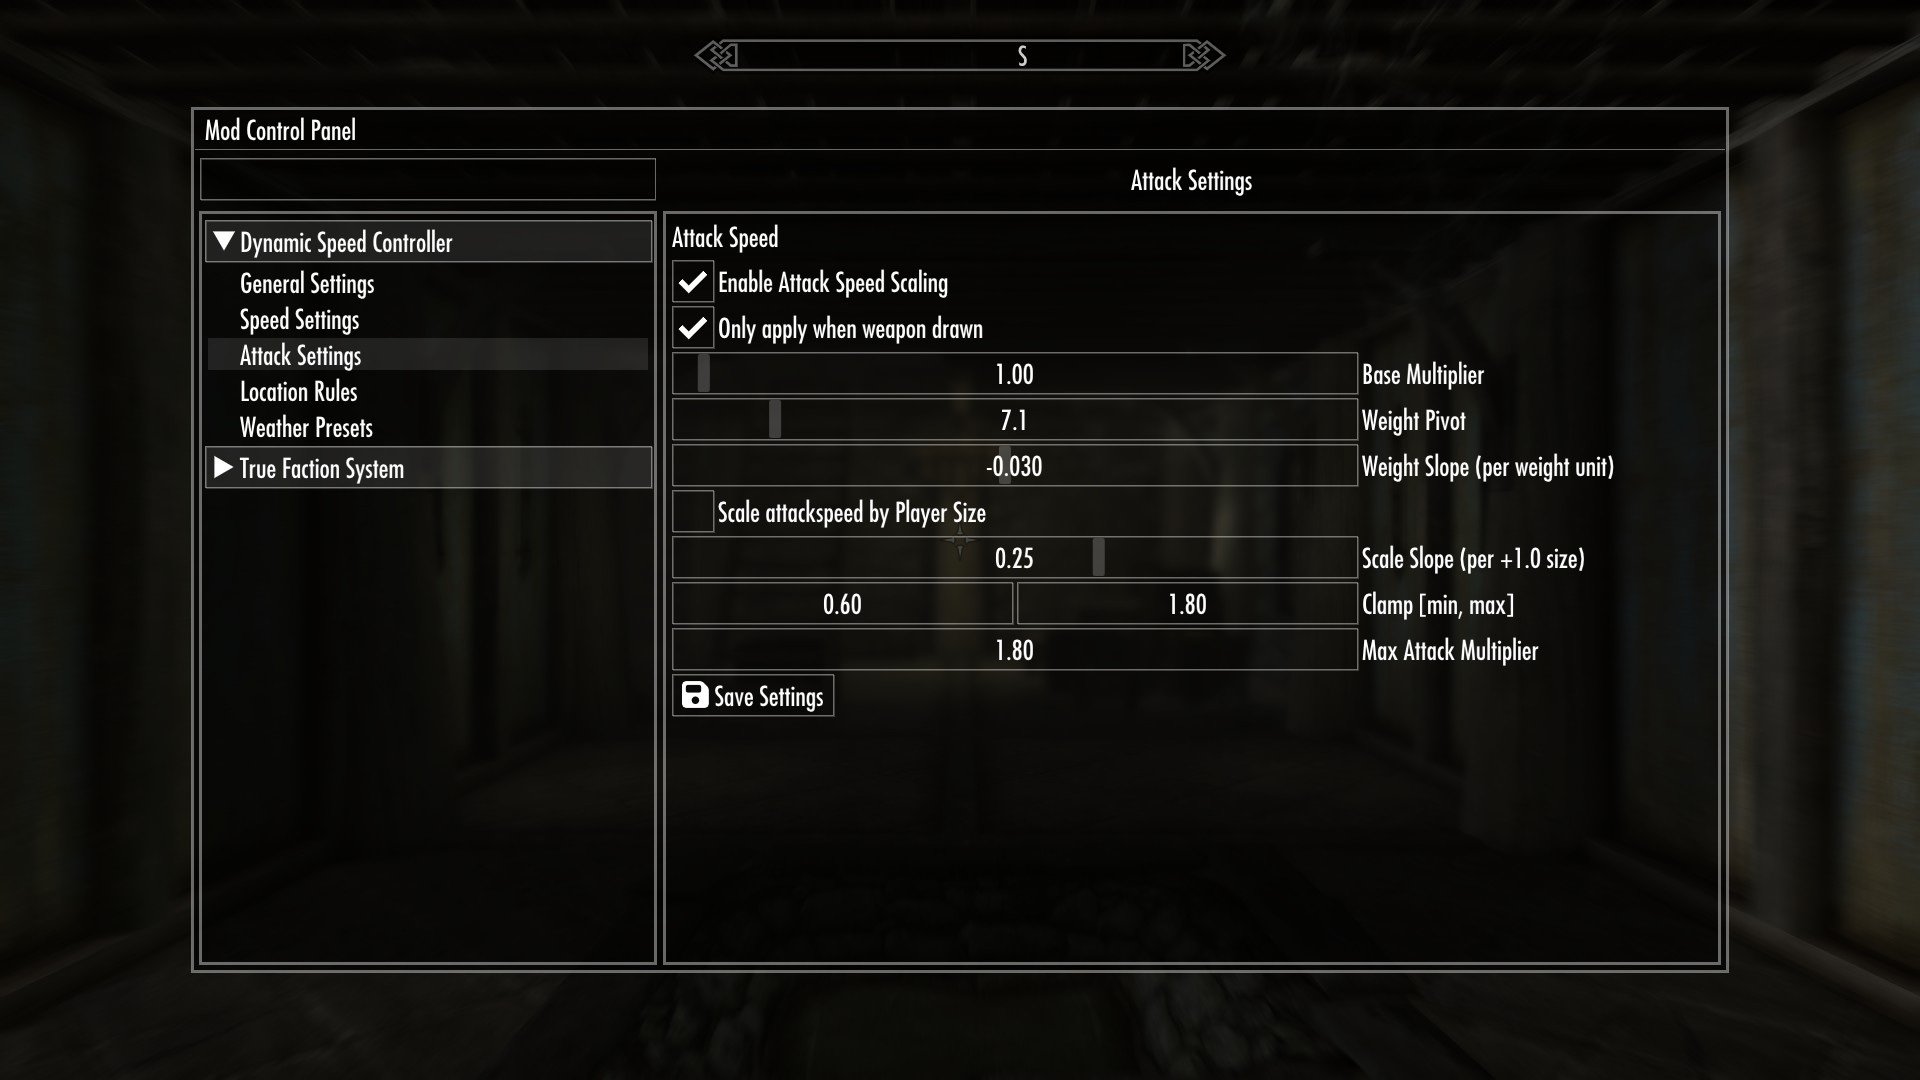 S
Mod Control Panel
Attack Settings
Dynamic Speed Controller
General Settings
Speed Settings
Attack Settings
Location Rules
Weather Presets
True Faction System
Attack Speed
Enable Attack Speed Scaling
Only apply when weapon drawn
1.00 Base Multiplier
7.1 Weight Pivot
-0.030 Weight Slope (per weight unit)
Scale attackspeed by Player Size
0.25 Scale Slope (per +1.0 size)
0.60 1.80 Clamp [min, max]
1.80 Max Attack Multiplier
Save Settings